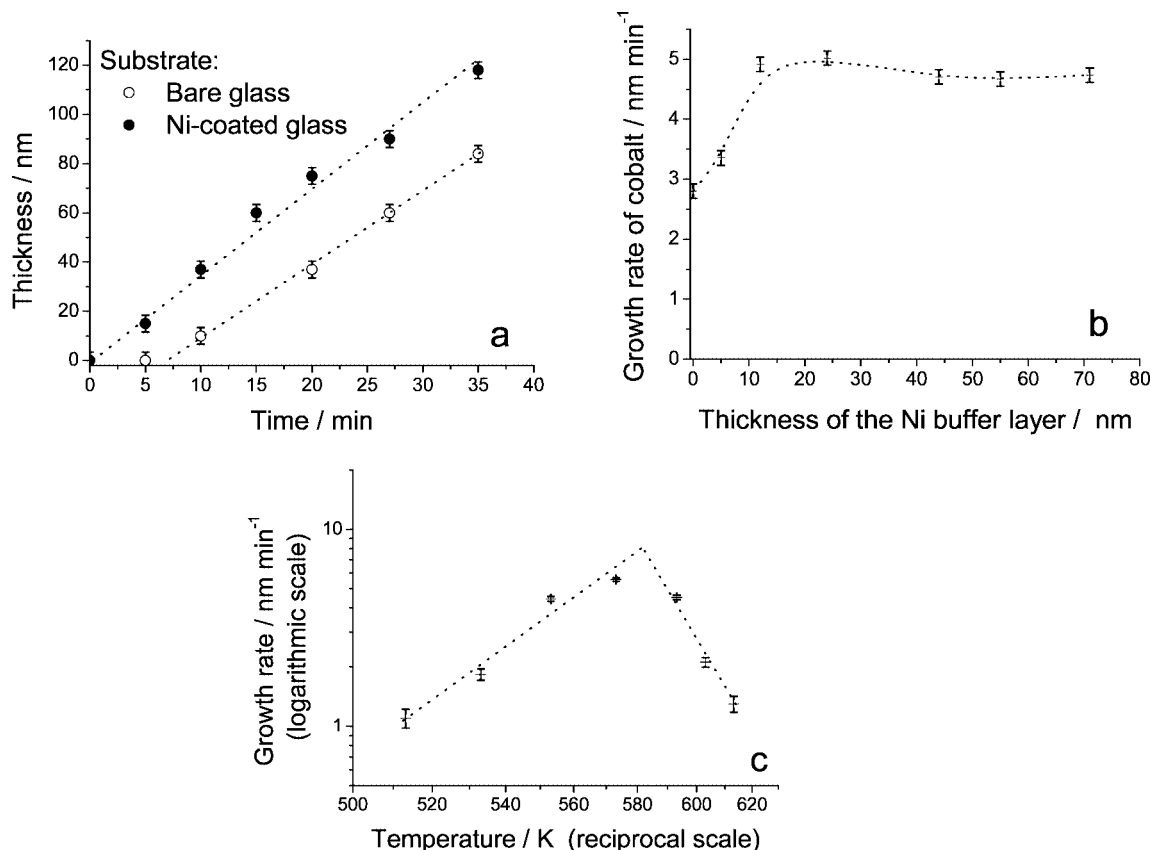 Substrate:
Bare glass
Ni-coated glass
Thickness / nm
120
100
80
60
40
20
0
0 5 10 15 20 25 30 35 40
Time / min
a
Growth rate of cobalt / nm min⁻¹
5
4
3
2
1
0
0 10 20 30 40 50 60 70 80
Thickness of the Ni buffer layer / nm
b
Growth rate / nm min⁻¹
(logarithmic scale)
10
1
500 520 540 560 580 600 620
Temperature / K (reciprocal scale)
c